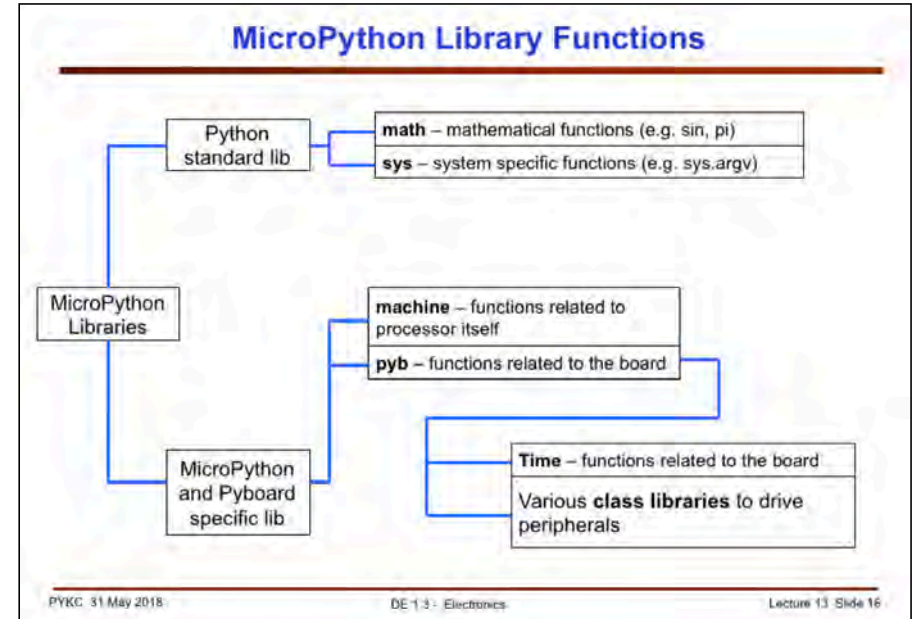 MicroPython Library Functions
Python
standard lib
math – mathematical functions (e.g. sin, pi)
sys – system specific functions (e.g. sys.argv)
MicroPython
Libraries
machine – functions related to
processor itself
pyb – functions related to the board
MicroPython
and Pyboard
specific lib
Time – functions related to the board
Various class libraries to drive
peripherals
PYKC 31 May 2018
DE 1.3 - Electronics
Lecture 13 Slide 16